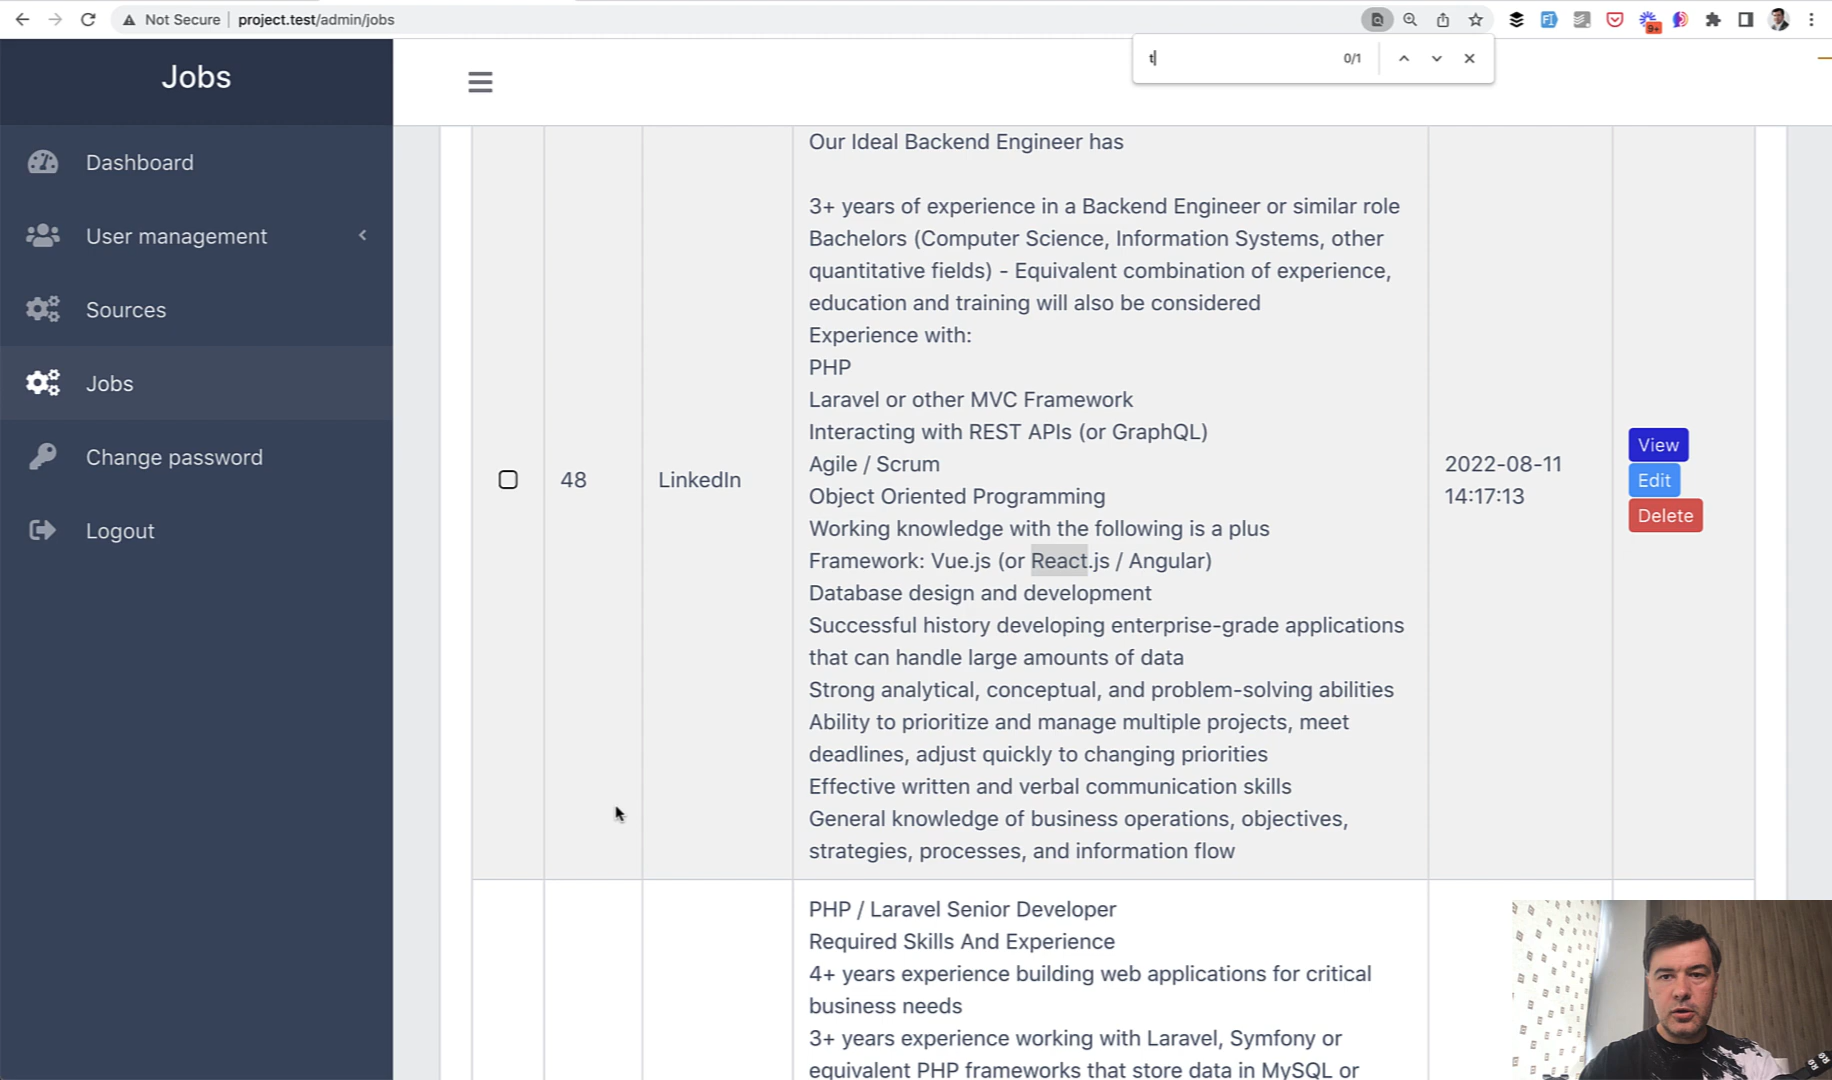 Not Secure
project.test/admin/jobs
9+
t
0/1
Jobs
Dashboard
User management
Sources
Jobs
Change password
Logout
Our Ideal Backend Engineer has
3+ years of experience in a Backend Engineer or similar role
Bachelors (Computer Science, Information Systems, other
quantitative fields) - Equivalent combination of experience,
education and training will also be considered
Experience with:
PHP
Laravel or other MVC Framework
Interacting with REST APIs (or GraphQL)
Agile / Scrum
Object Oriented Programming
Working knowledge with the following is a plus
Framework: Vue.js (or React.js / Angular)
Database design and development
Successful history developing enterprise-grade applications
that can handle large amounts of data
Strong analytical, conceptual, and problem-solving abilities
Ability to prioritize and manage multiple projects, meet
deadlines, adjust quickly to changing priorities
Effective written and verbal communication skills
General knowledge of business operations, objectives,
strategies, processes, and information flow
48
LinkedIn
2022-08-11
14:17:13
View
Edit
Delete
PHP / Laravel Senior Developer
Required Skills And Experience
4+ years experience building web applications for critical
business needs
3+ years experience working with Laravel, Symfony or
equivalent PHP frameworks that store data in MySQL or